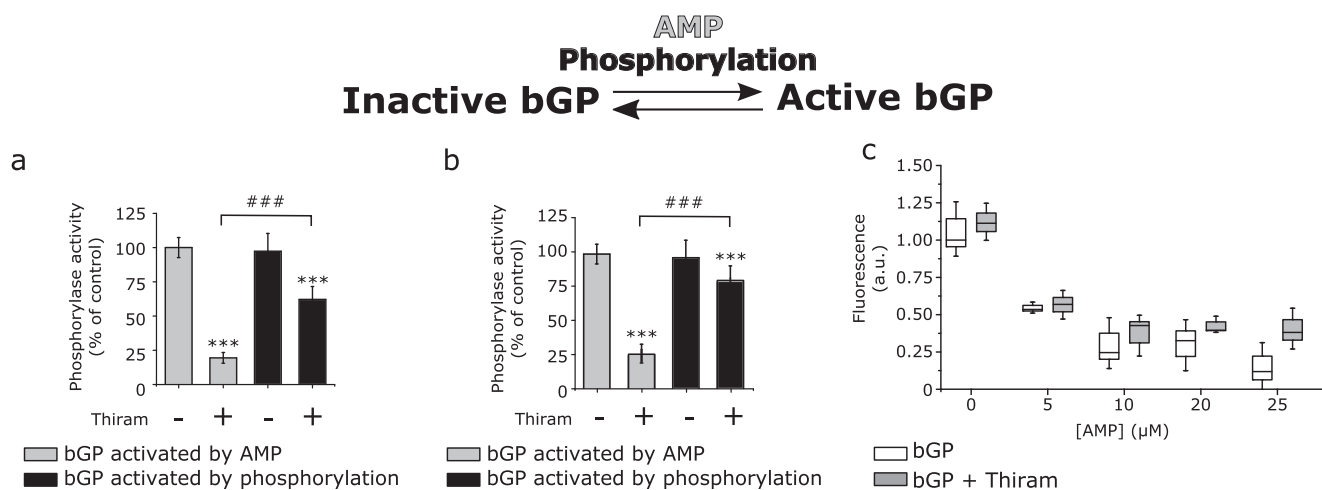 AMP
Phosphorylation
Inactive bGP
Active bGP
a
Phosphorylase activity
(% of control)
125
100
75
50
25
0
###
***
***
Thiram - + - +
bGP activated by AMP
bGP activated by phosphorylation
b
Phosphorylase activity
(% of control)
125
100
75
50
25
0
###
***
***
- + - +
bGP activated by AMP
bGP activated by phosphorylation
c
Fluorescence
(a.u.)
1.50
1.25
1.00
0.75
0.50
0.25
0
0 5 10 20 25
[AMP] (µM)
bGP
bGP + Thiram